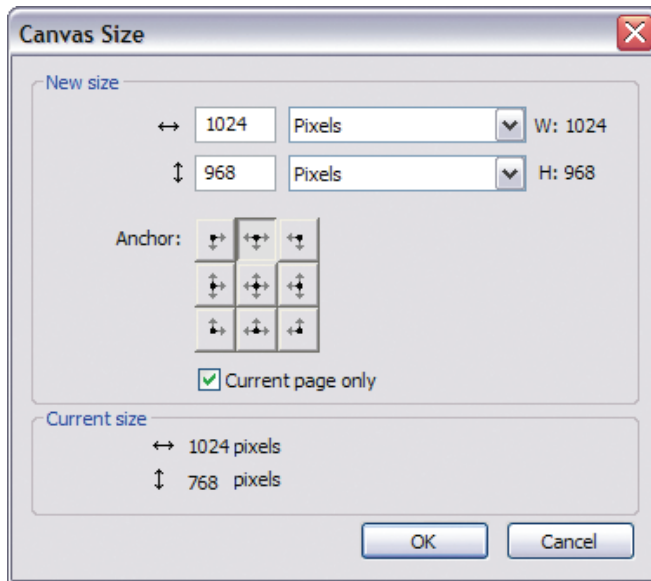 Canvas Size
New size
1024 Pixels W: 1024
968 Pixels H: 968
Anchor:
Current page only
Current size
1024 pixels
768 pixels
OK Cancel